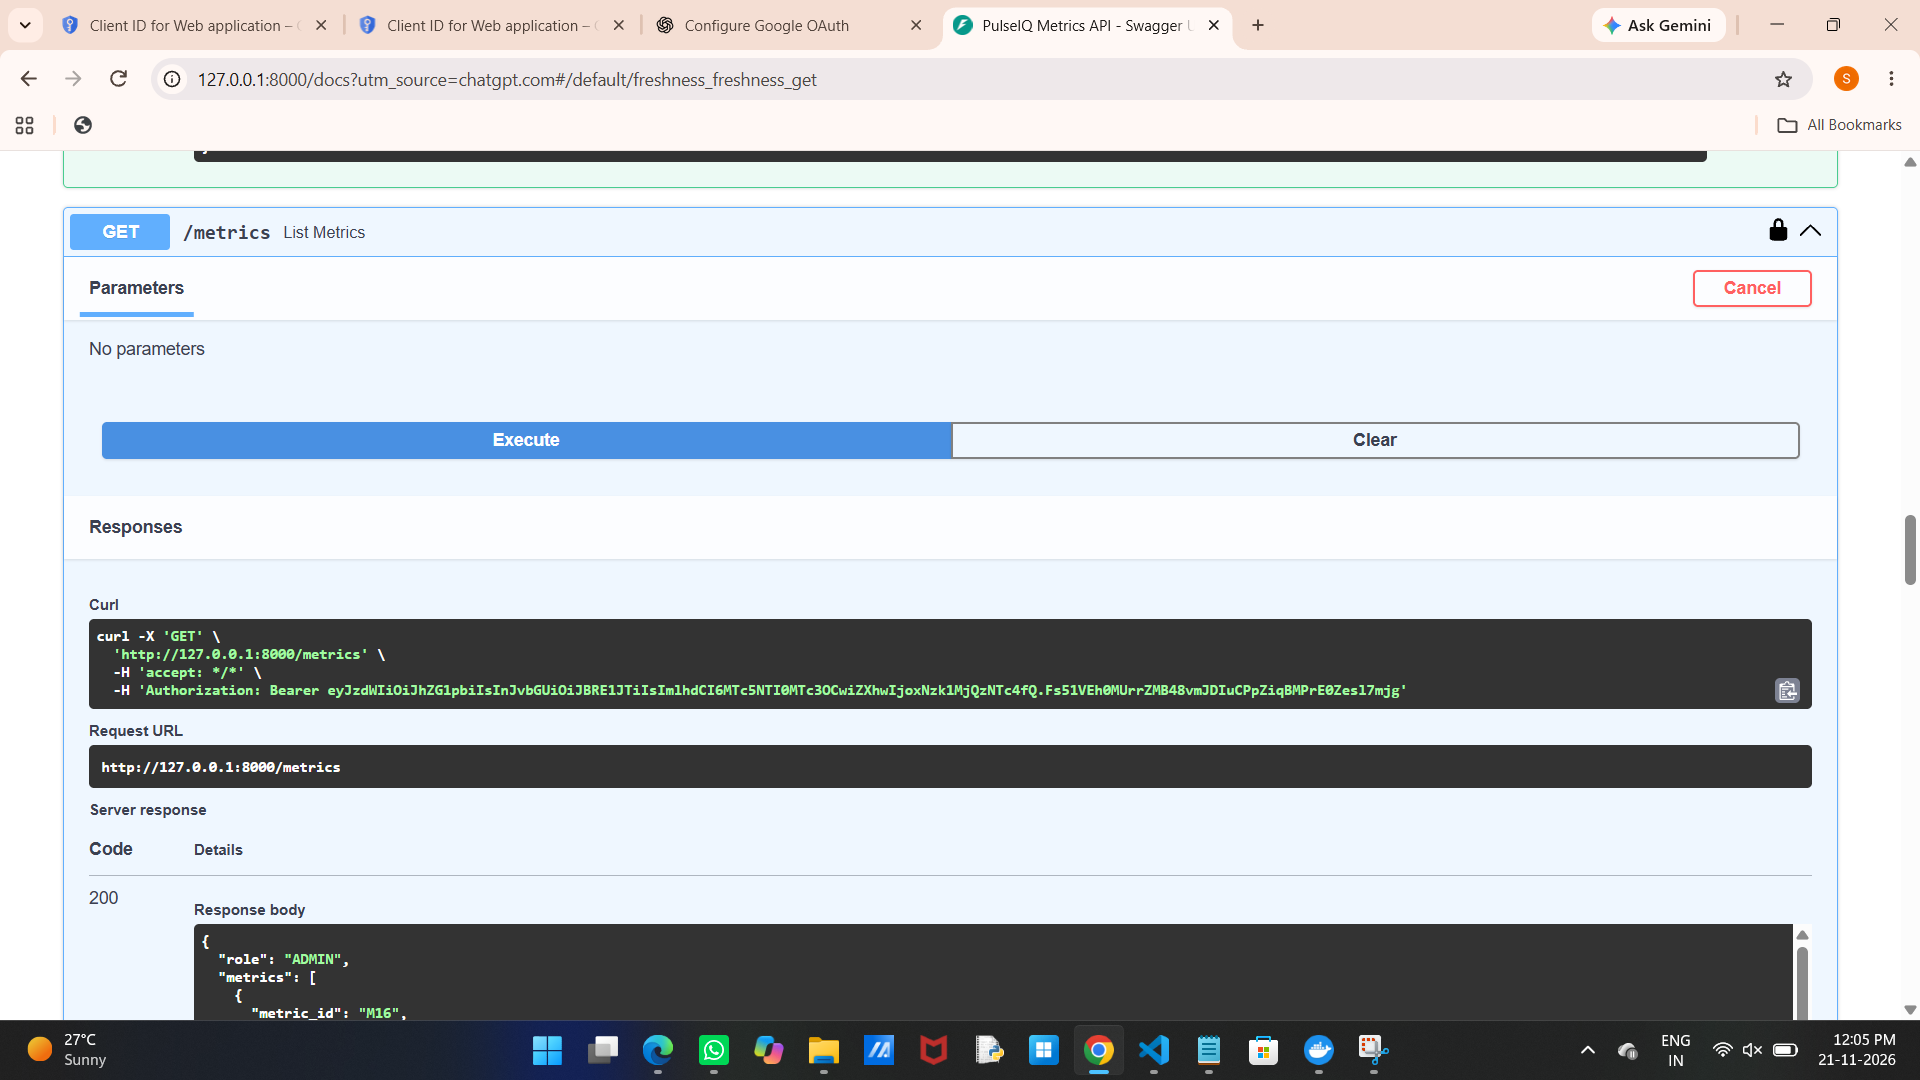 Client ID for Web application –
Client ID for Web application –
Configure Google OAuth
PulseIQ Metrics API - Swagger
Ask Gemini
127.0.0.1:8000/docs?utm_source=chatgpt.com#/default/freshness_freshness_get
S
All Bookmarks
GET /metrics List Metrics
Parameters
Cancel
No parameters
Execute
Clear
Responses
Curl
curl -X 'GET' \
'http://127.0.0.1:8000/metrics' \
-H 'accept: */*' \
-H 'Authorization: Bearer eyJzdWIiOiJhZG1pbiIsInJvbGUiOiJBRE1JTiIsImlhdCI6MTc5NTI0MTc3OCwiZXhwIjoxNzk1MjQzNTc4fQ.Fs51VEh0MUrrZMB48vmJDIuCPpZiqBMPrE0Zesl7mjg'
Request URL
http://127.0.0.1:8000/metrics
Server response
Code Details
200
Response body
{
"role": "ADMIN",
"metrics": [
{
"metric_id": "M16",
27°C
Sunny
ENG
IN
12:05 PM
21-11-2026